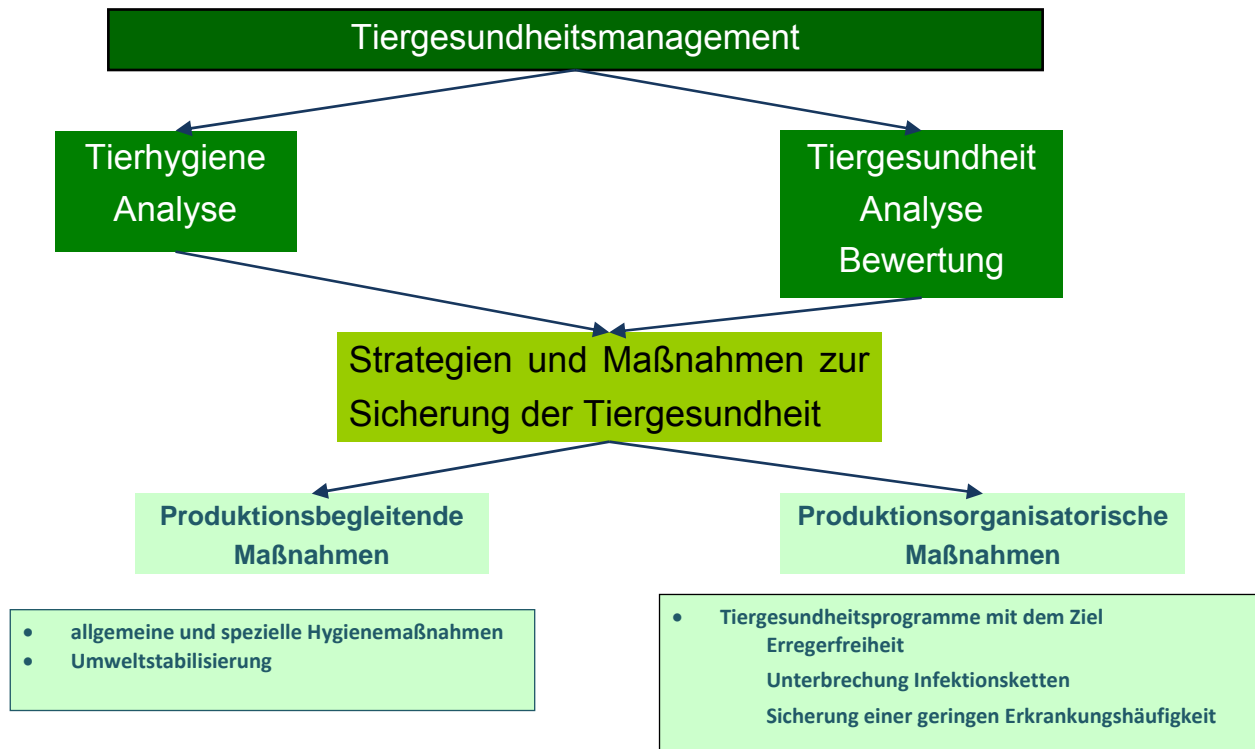 Tiergesundheitsmanagement
Tierhygiene
Analyse
Tiergesundheit
Analyse
Bewertung
Strategien und Maßnahmen zur
Sicherung der Tiergesundheit
Produktionsbegleitende
Maßnahmen
Produktionsorganisatorische
Maßnahmen
• allgemeine und spezielle Hygienemaßnahmen
• Umweltstabilisierung
• Tiergesundheitsprogramme mit dem Ziel
Erregerfreiheit
Unterbrechung Infektionsketten
Sicherung einer geringen Erkrankungshäufigkeit